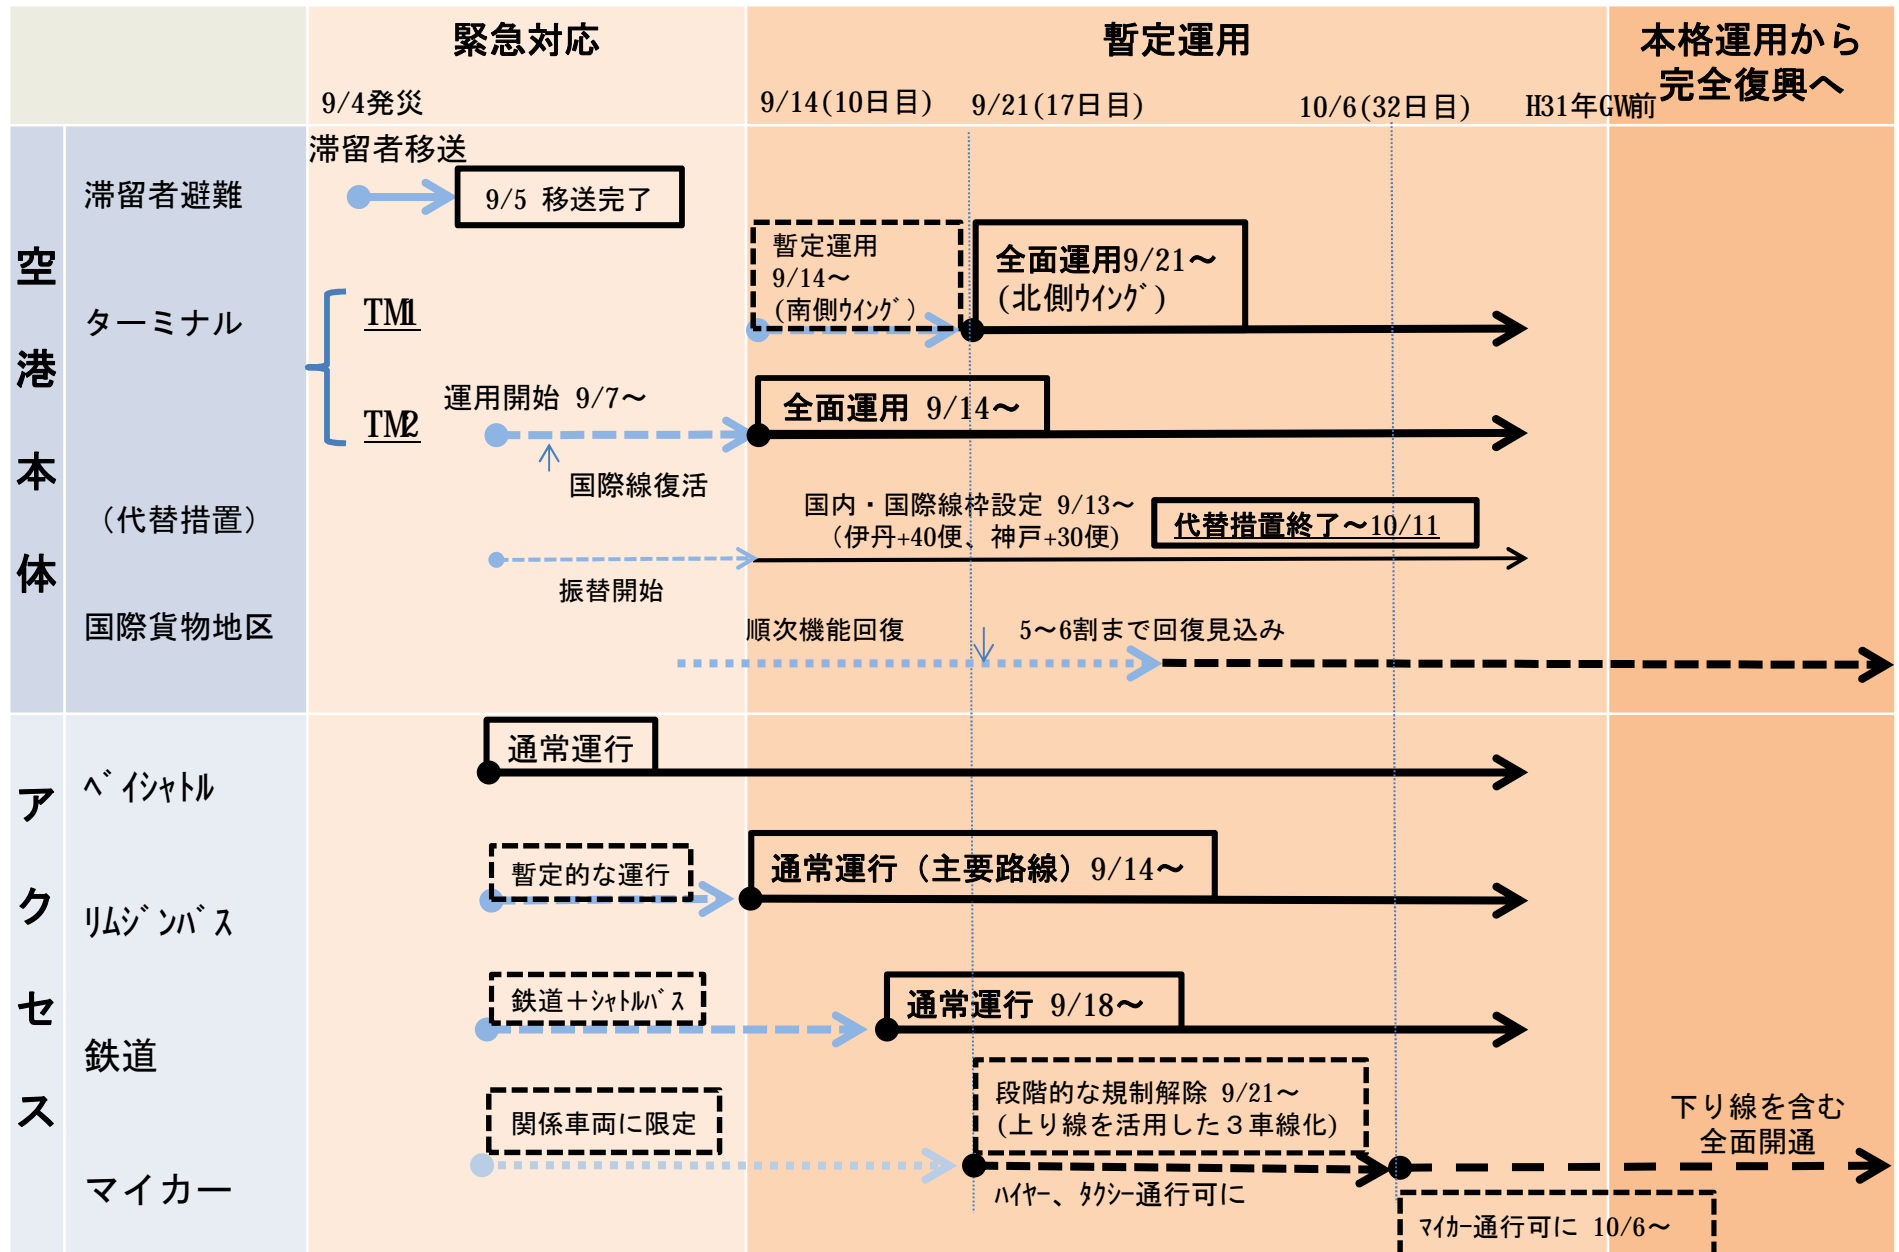 緊急対応
暫定運用
本格運用から
完全復興へ
9/4発災
9/14(10日目)
9/21(17日目)
10/6(32日目)
H31年GW前
空港本体
滞留者避難
滞留者移送
9/5 移送完了
ターミナル
TM1
暫定運用
9/14～
(南側ｳｲﾝｸﾞ)
全面運用9/21～
(北側ｳｲﾝｸﾞ)
TM2
運用開始 9/7～
国際線復活
全面運用 9/14～
（代替措置）
振替開始
国内・国際線枠設定 9/13～
（伊丹+40便、神戸+30便)
代替措置終了～10/11
国際貨物地区
順次機能回復
5～6割まで回復見込み
アクセス
ﾍﾞｲｼｬﾄﾙ
通常運行
ﾘﾑｼﾞﾝﾊﾞｽ
暫定的な運行
通常運行（主要路線）9/14～
鉄道
鉄道＋ｼｬﾄﾙﾊﾞｽ
通常運行 9/18～
マイカー
関係車両に限定
段階的な規制解除 9/21～
(上り線を活用した３車線化)
ﾊｲﾔｰ、ﾀｸｼｰ通行可に
ﾏｲｶｰ通行可に 10/6～
下り線を含む
全面開通